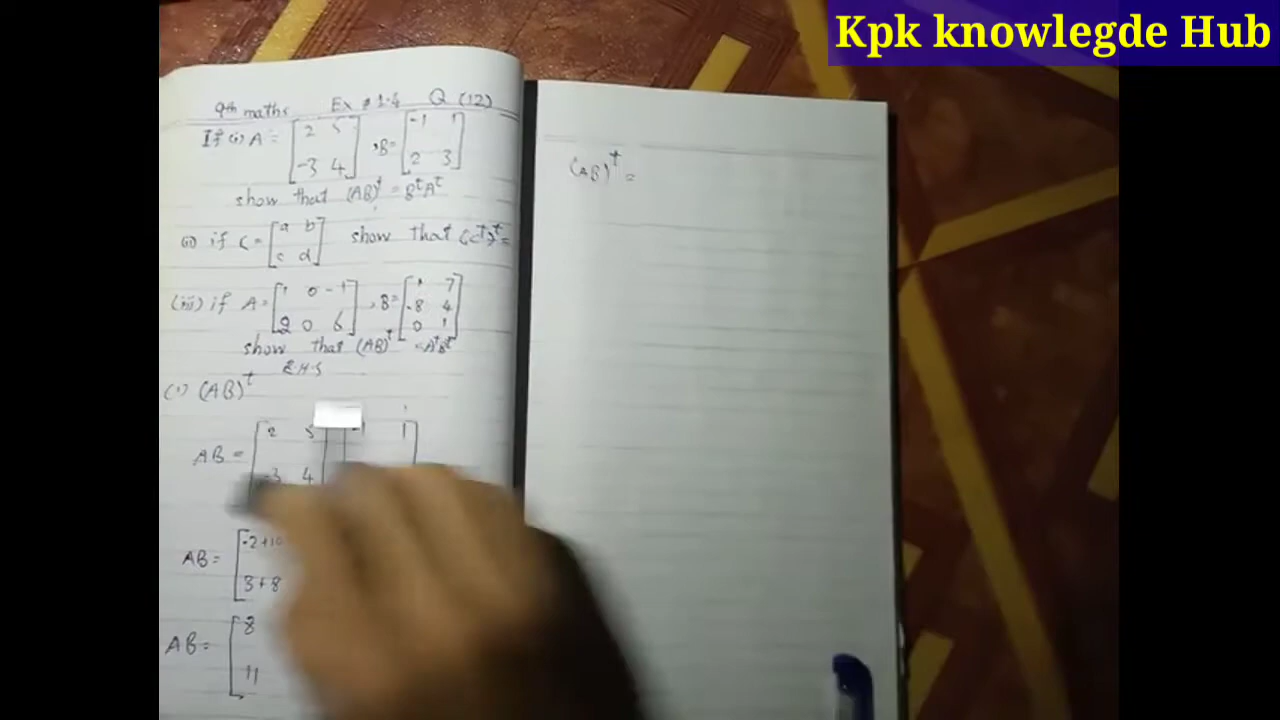 Kpk knowlegde Hub
9th maths Ex # 1.4 Q (12)
If (i) A = [2 5 -3 4] , B = [-1 1 2 3]
show that (AB)^t = B^t A^t
(ii) if C = [a b c d] show that (C^t)^t =
(iii) if A = [1 0 -1 2 0 6] , B = [1 7 -8 4 0 1]
show that (AB)^t = A^t B^t
(i) (AB)^t
AB = [2 5 -3 4] [-1 1
AB = [-2+10 3+8
AB = [8 11
(AB)^t =